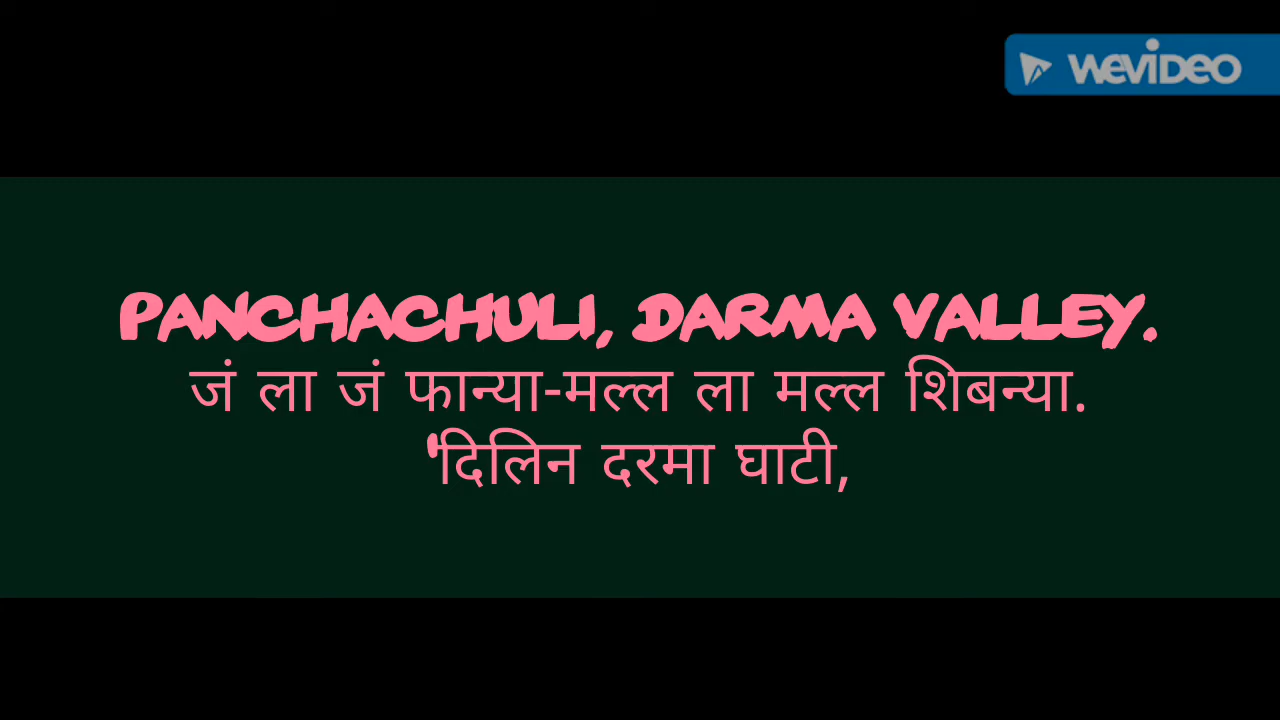 WEVIDEO
PANCHACHULI, DARMA VALLEY.
जं ला जं फान्या-मल्ल ला मल्ल शिबन्या.
'दिलिन दरमा घाटी,